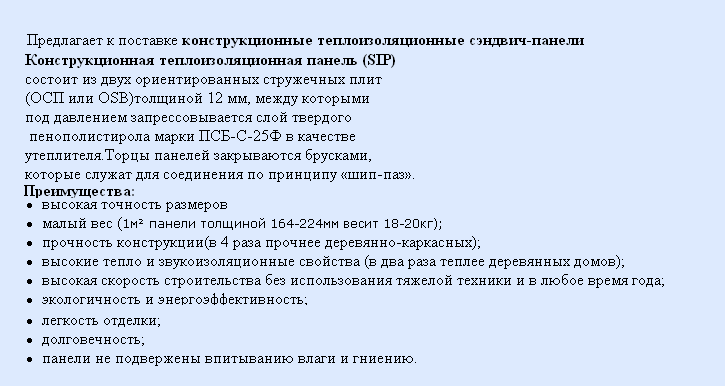 Предлагает к поставке конструкционные теплоизоляционные сэндвич-панели
Конструкционная теплоизоляционная панель (SIP)
состоит из двух ориентированных стружечных плит
(ОСП или OSB)толщиной 12 мм, между которыми
под давлением запрессовывается слой твердого
пенополистирола марки ПСБ-С-25Ф в качестве
утеплителя.Торцы панелей закрываются брусками,
которые служат для соединения по принципу «шип-паз».
Преимущества:
• высокая точность размеров
• малый вес (1м² панели толщиной 164-224мм весит 18-20кг);
• прочность конструкции(в 4 раза прочнее деревянно-каркасных);
• высокие тепло и звукоизоляционные свойства (в два раза теплее деревянных домов);
• высокая скорость строительства без использования тяжелой техники и в любое время года;
• экологичность и энергоэффективность;
• легкость отделки;
• долговечность;
• панели не подвержены впитыванию влаги и гниению.